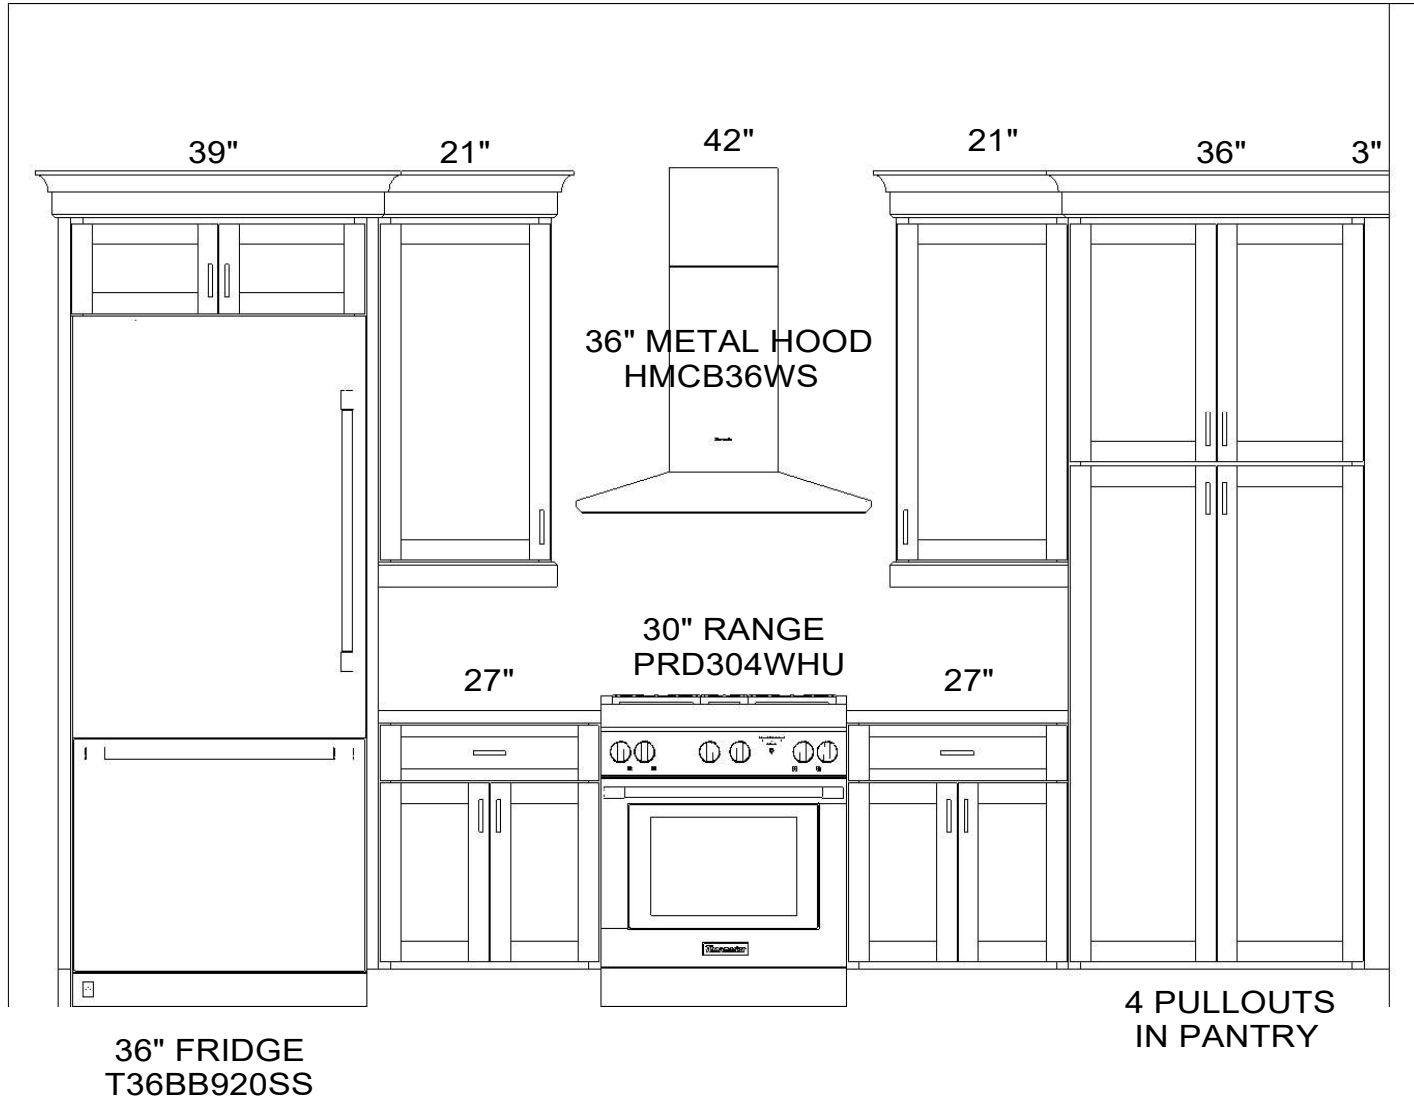 39"
21"
42"
21"
36"
3"
36" METAL HOOD
HMCB36WS
30" RANGE
PRD304WHU
27"
27"
4 PULLOUTS
IN PANTRY
36" FRIDGE
T36BB920SS